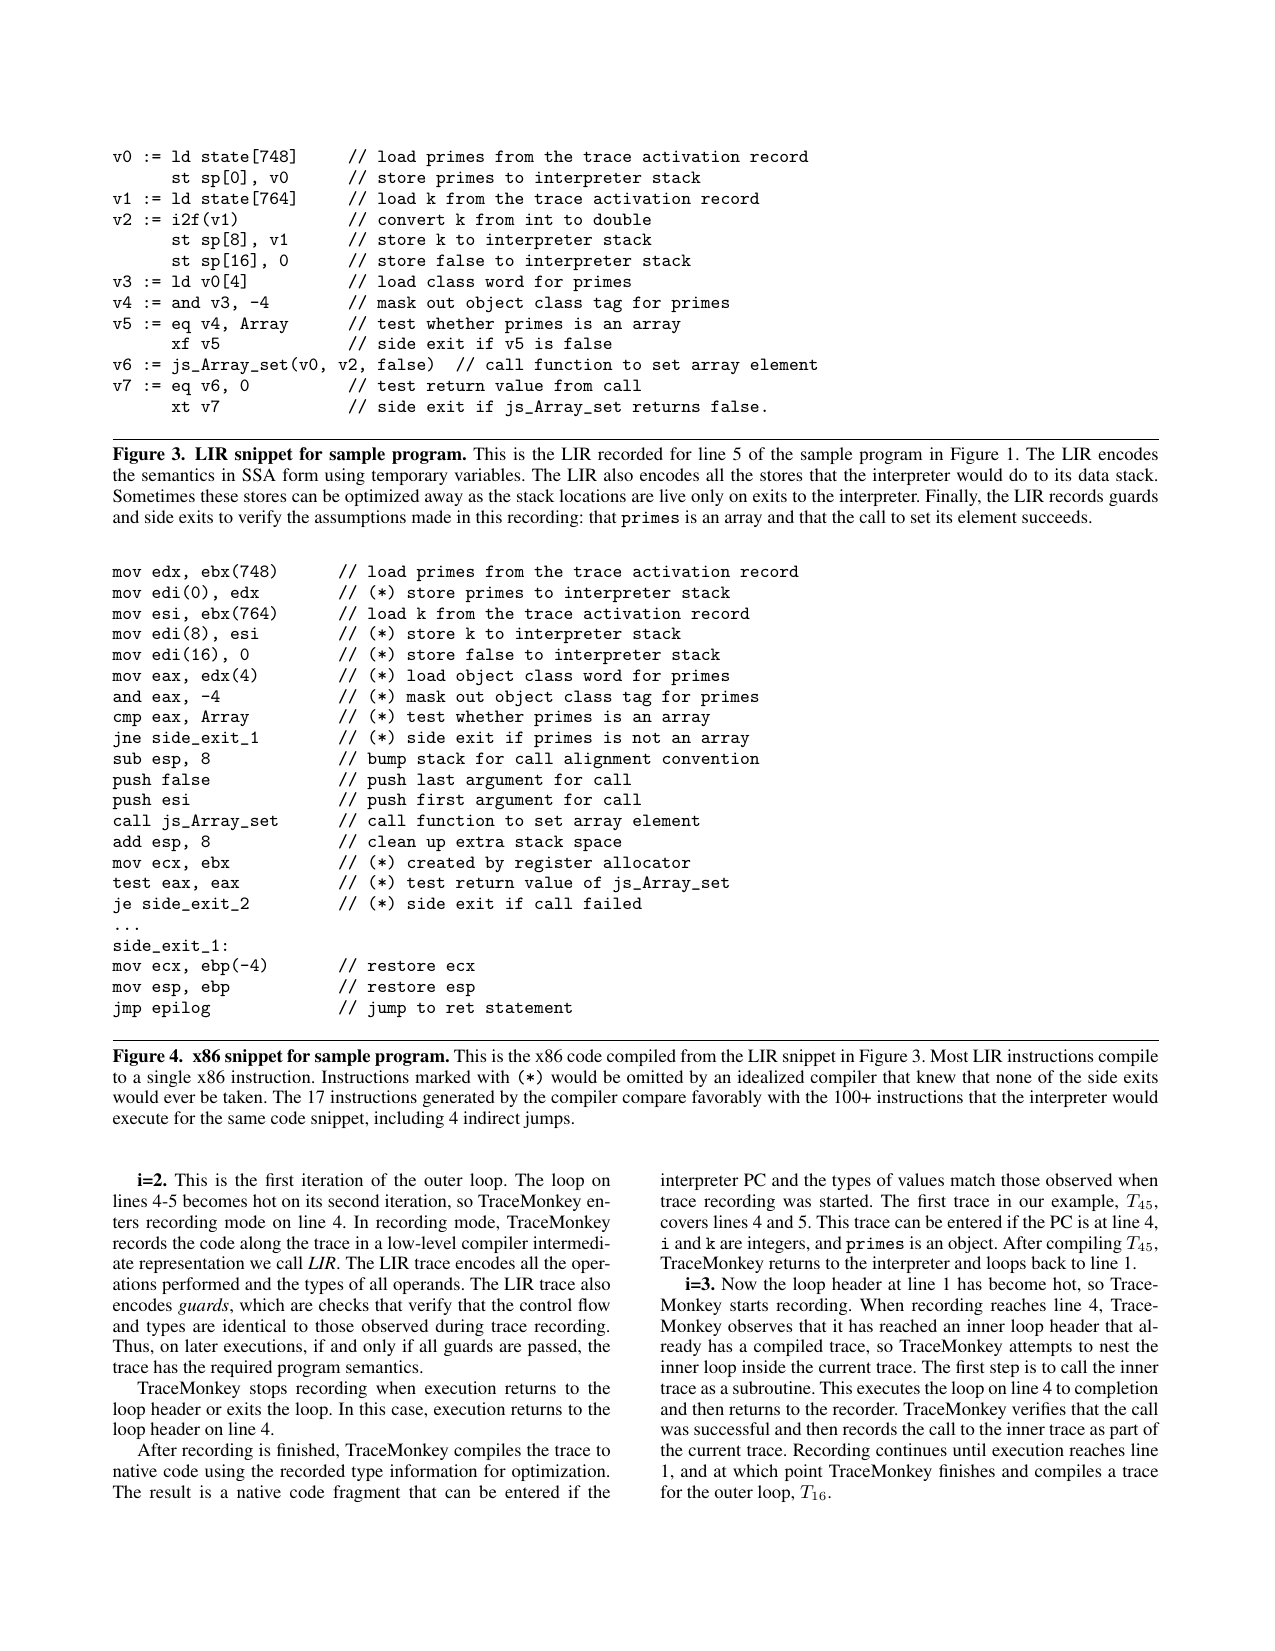 v0 := ld state[748]     // load primes from the trace activation record
      st sp[0], v0      // store primes to interpreter stack
v1 := ld state[764]     // load k from the trace activation record
v2 := i2f(v1)           // convert k from int to double
      st sp[8], v1      // store k to interpreter stack
      st sp[16], 0      // store false to interpreter stack
v3 := ld v0[4]          // load class word for primes
v4 := and v3, -4        // mask out object class tag for primes
v5 := eq v4, Array      // test whether primes is an array
      xf v5             // side exit if v5 is false
v6 := js_Array_set(v0, v2, false)  // call function to set array element
v7 := eq v6, 0          // test return value from call
      xt v7             // side exit if js_Array_set returns false.
Figure 3. LIR snippet for sample program. This is the LIR recorded for line 5 of the sample program in Figure 1. The LIR encodes
the semantics in SSA form using temporary variables. The LIR also encodes all the stores that the interpreter would do to its data stack.
Sometimes these stores can be optimized away as the stack locations are live only on exits to the interpreter. Finally, the LIR records guards
and side exits to verify the assumptions made in this recording: that primes is an array and that the call to set its element succeeds.
mov edx, ebx(748)      // load primes from the trace activation record
mov edi(0), edx        // (*) store primes to interpreter stack
mov esi, ebx(764)      // load k from the trace activation record
mov edi(8), esi        // (*) store k to interpreter stack
mov edi(16), 0         // (*) store false to interpreter stack
mov eax, edx(4)        // (*) load object class word for primes
and eax, -4            // (*) mask out object class tag for primes
cmp eax, Array         // (*) test whether primes is an array
jne side_exit_1        // (*) side exit if primes is not an array
sub esp, 8             // bump stack for call alignment convention
push false             // push last argument for call
push esi               // push first argument for call
call js_Array_set      // call function to set array element
add esp, 8             // clean up extra stack space
mov ecx, ebx           // (*) created by register allocator
test eax, eax          // (*) test return value of js_Array_set
je side_exit_2         // (*) side exit if call failed
...
side_exit_1:
mov ecx, ebp(-4)       // restore ecx
mov esp, ebp           // restore esp
jmp epilog             // jump to ret statement
Figure 4. x86 snippet for sample program. This is the x86 code compiled from the LIR snippet in Figure 3. Most LIR instructions compile
to a single x86 instruction. Instructions marked with (*) would be omitted by an idealized compiler that knew that none of the side exits
would ever be taken. The 17 instructions generated by the compiler compare favorably with the 100+ instructions that the interpreter would
execute for the same code snippet, including 4 indirect jumps.
i=2. This is the first iteration of the outer loop. The loop on
lines 4-5 becomes hot on its second iteration, so TraceMonkey en-
ters recording mode on line 4. In recording mode, TraceMonkey
records the code along the trace in a low-level compiler intermedi-
ate representation we call LIR. The LIR trace encodes all the oper-
ations performed and the types of all operands. The LIR trace also
encodes guards, which are checks that verify that the control flow
and types are identical to those observed during trace recording.
Thus, on later executions, if and only if all guards are passed, the
trace has the required program semantics.
TraceMonkey stops recording when execution returns to the
loop header or exits the loop. In this case, execution returns to the
loop header on line 4.
After recording is finished, TraceMonkey compiles the trace to
native code using the recorded type information for optimization.
The result is a native code fragment that can be entered if the
interpreter PC and the types of values match those observed when
trace recording was started. The first trace in our example, T45,
covers lines 4 and 5. This trace can be entered if the PC is at line 4,
i and k are integers, and primes is an object. After compiling T45,
TraceMonkey returns to the interpreter and loops back to line 1.
i=3. Now the loop header at line 1 has become hot, so Trace-
Monkey starts recording. When recording reaches line 4, Trace-
Monkey observes that it has reached an inner loop header that al-
ready has a compiled trace, so TraceMonkey attempts to nest the
inner loop inside the current trace. The first step is to call the inner
trace as a subroutine. This executes the loop on line 4 to completion
and then returns to the recorder. TraceMonkey verifies that the call
was successful and then records the call to the inner trace as part of
the current trace. Recording continues until execution reaches line
1, and at which point TraceMonkey finishes and compiles a trace
for the outer loop, T16.